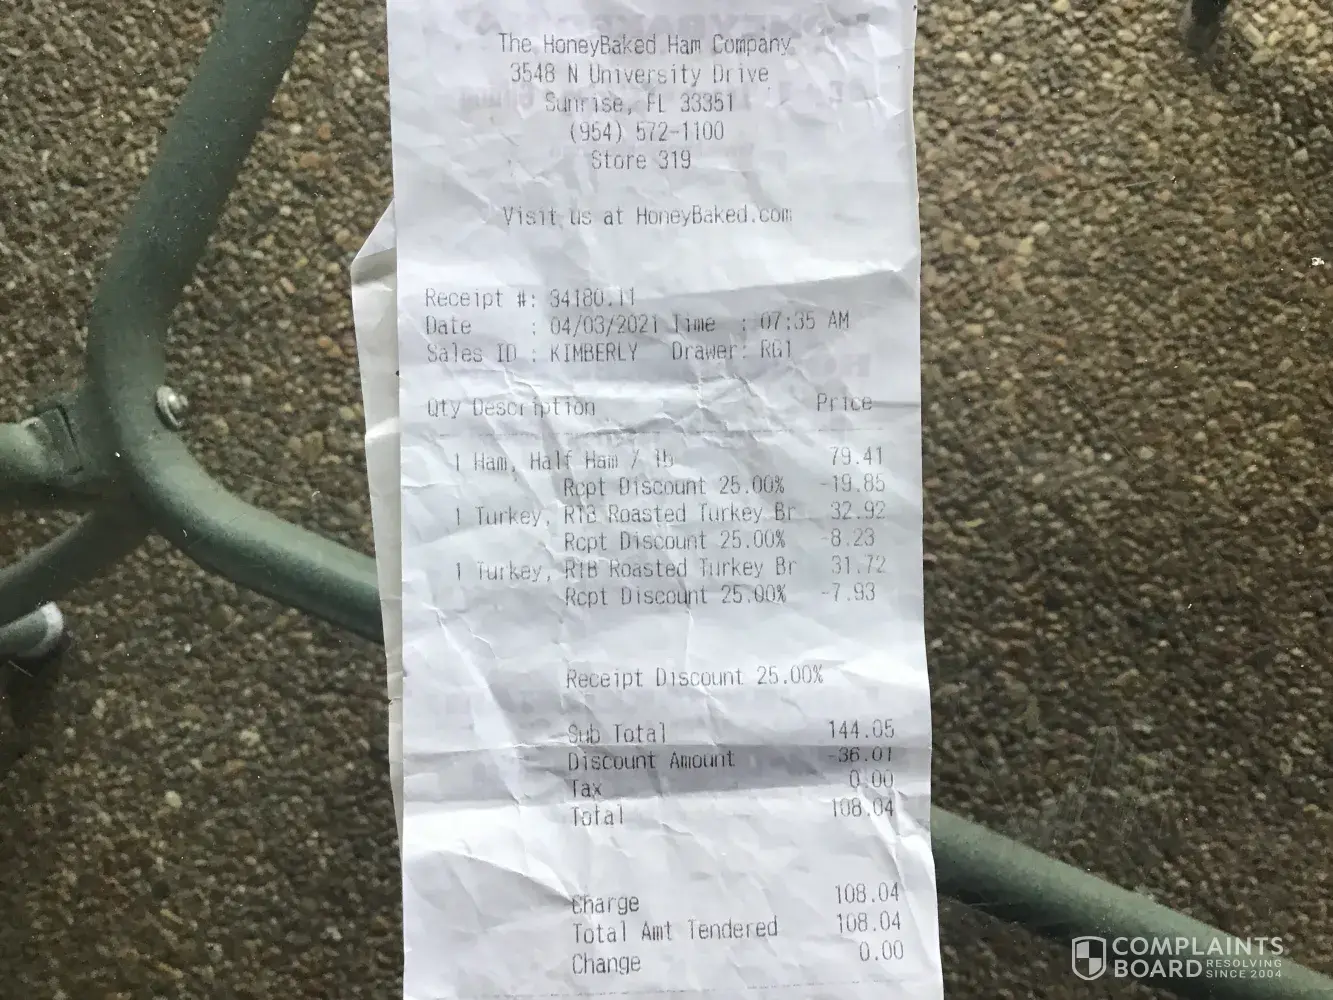 The HoneyBaked Ham Company
3548 N University Drive
Sunrise, FL 33351
(954) 572-1100
Store 319
Visit us at HoneyBaked.com
Receipt #: 34180.11
Date : 04/03/2021 Time : 07:35 AM
Sales ID : KIMBERLY Drawer: RG1
Qty Description Price
1 Ham, Half Ham / lb 79.41
Rcpt Discount 25.00% -19.85
1 Turkey, RTB Roasted Turkey Br 32.92
Rcpt Discount 25.00% -8.23
1 Turkey, RTB Roasted Turkey Br 31.72
Rcpt Discount 25.00% -7.93
Receipt Discount 25.00%
Sub Total 144.05
Discount Amount -36.01
Tax 0.00
Total 108.04
Charge 108.04
Total Amt Tendered 108.04
Change 0.00
COMPLAINTS
BOARD RESOLVING
SINCE 2004